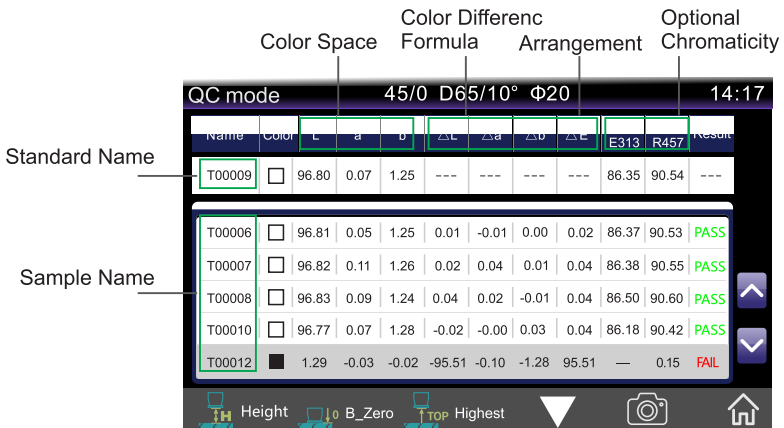 Color Differenc Optional
Color Space Formula Arrangement Chromaticity
QC mode 45/0 D65/10° Φ20 14:17
Name Color L a b △L △a △b △E E313 R457 Result
Standard Name
T00009 96.80 0.07 1.25 --- --- --- --- 86.35 90.54 ---
T00006 96.81 0.05 1.25 0.01 -0.01 0.00 0.02 86.37 90.53 PASS
T00007 96.82 0.11 1.26 0.02 0.04 0.01 0.04 86.38 90.55 PASS
Sample Name
T00008 96.83 0.09 1.24 0.04 0.02 -0.01 0.04 86.50 90.60 PASS
T00010 96.77 0.07 1.28 -0.02 -0.00 0.03 0.04 86.18 90.42 PASS
T00012 1.29 -0.03 -0.02 -95.51 -0.10 -1.28 95.51 — 0.15 FAIL
H Height 0 B_Zero TOP Highest